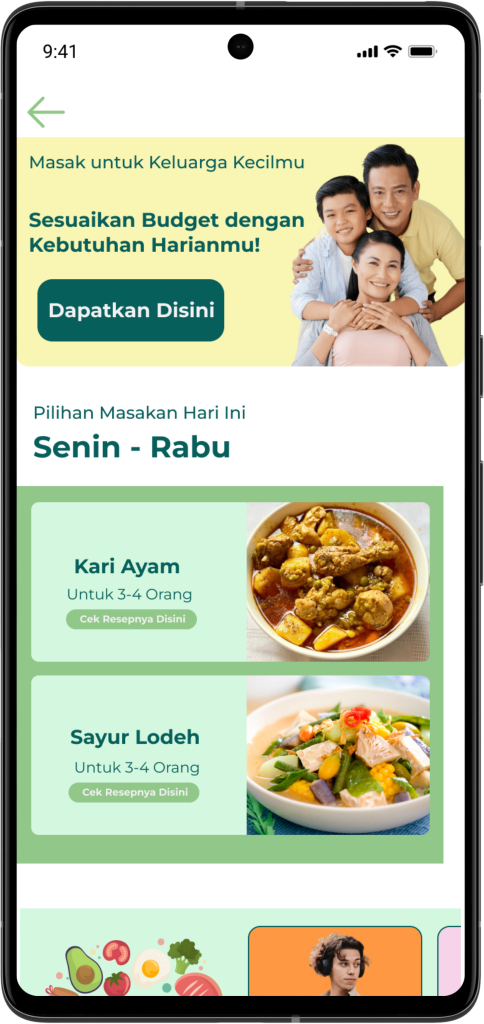 9:41
Masak untuk Keluarga Kecilmu
Sesuaikan Budget dengan
Kebutuhan Harianmu!
Dapatkan Disini
Pilihan Masakan Hari Ini
Senin - Rabu
Kari Ayam
Untuk 3-4 Orang
Cek Resepnya Disini
Sayur Lodeh
Untuk 3-4 Orang
Cek Resepnya Disini